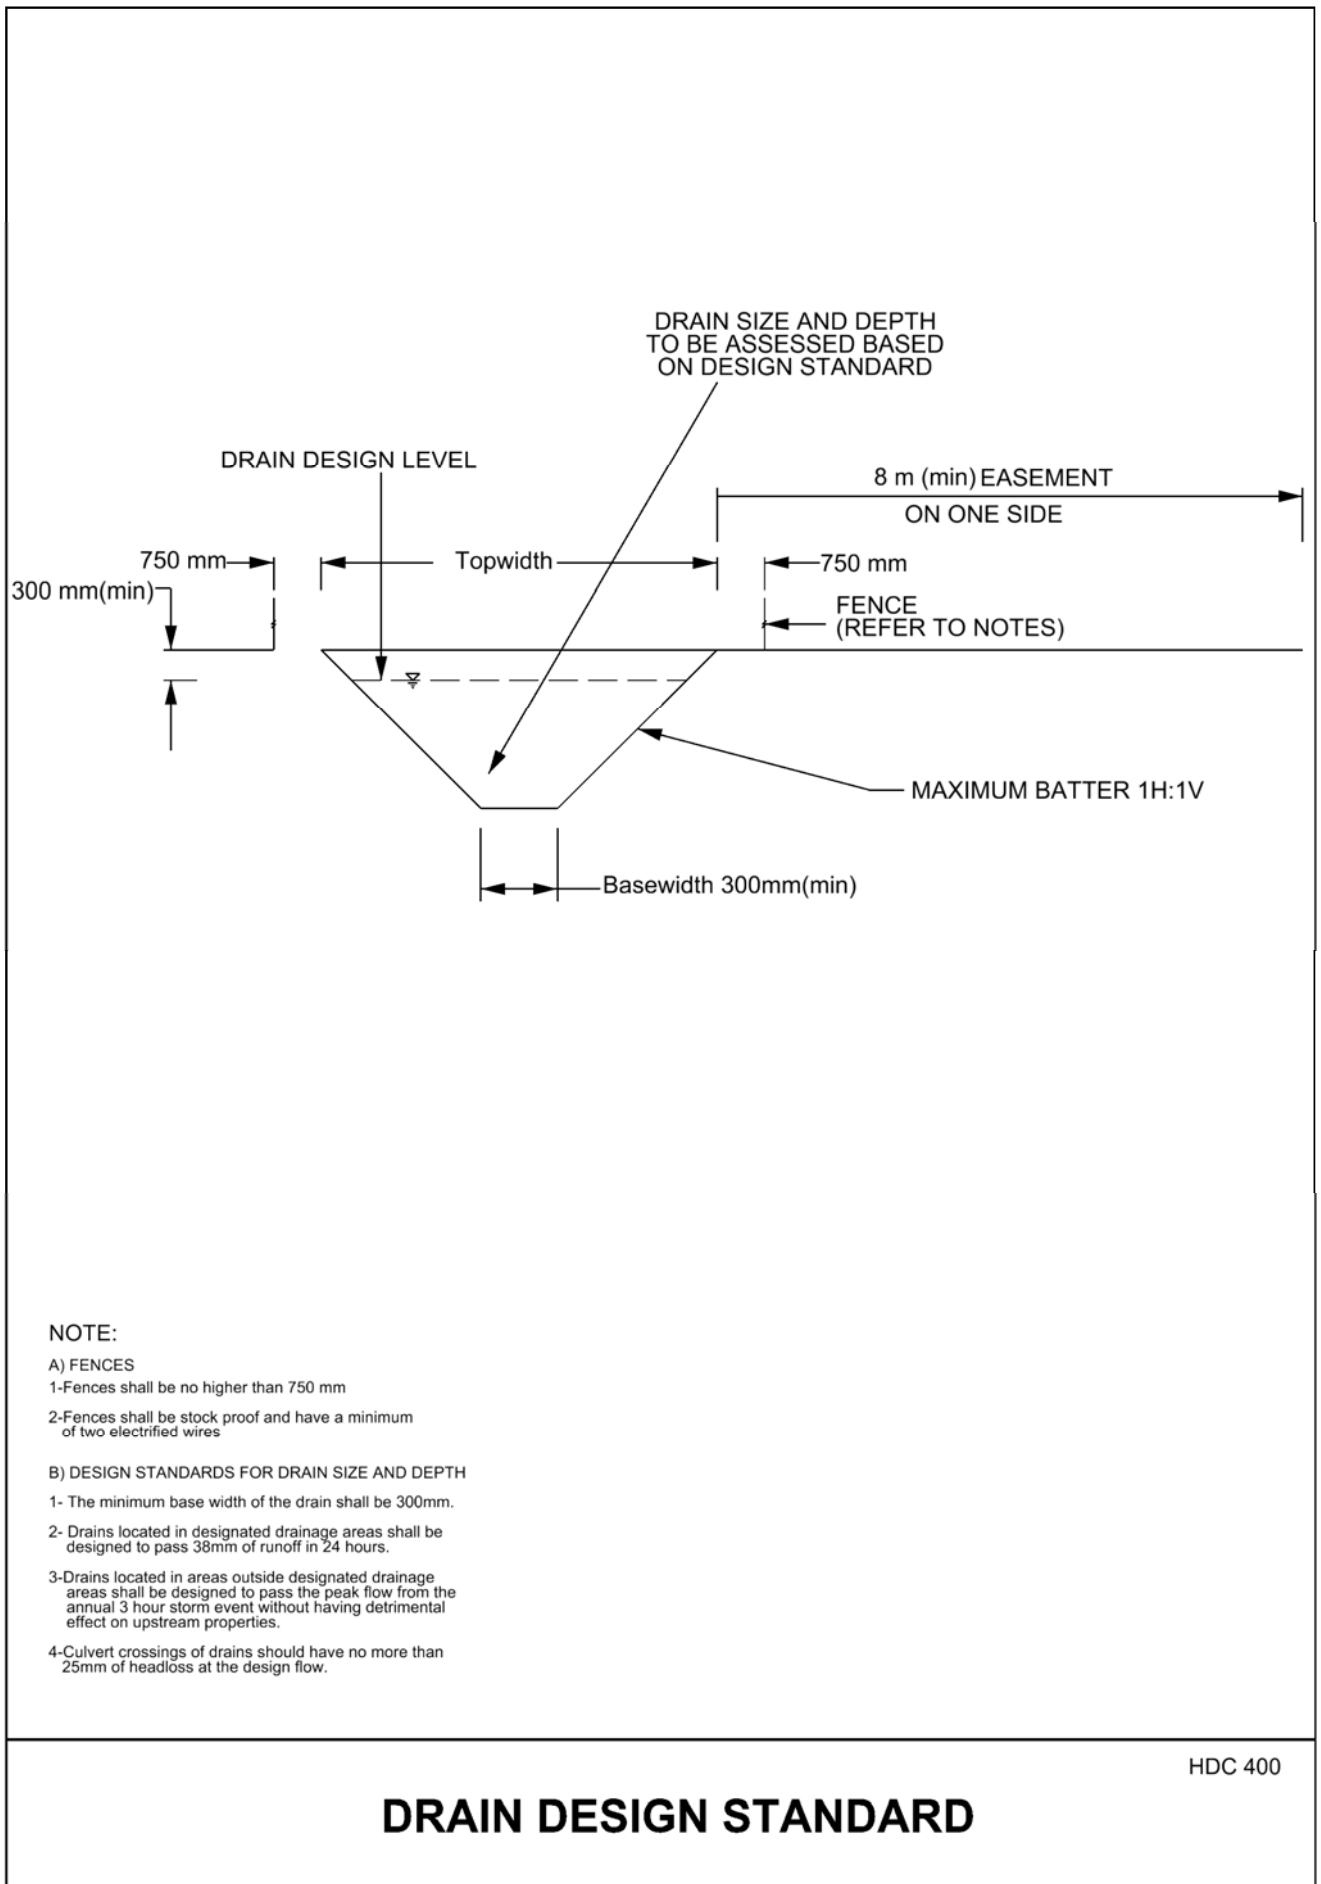 DRAIN SIZE AND DEPTH
TO BE ASSESSED BASED
ON DESIGN STANDARD
DRAIN DESIGN LEVEL
8 m (min) EASEMENT
ON ONE SIDE
750 mm
Topwidth
750 mm
300 mm(min)
FENCE
(REFER TO NOTES)
MAXIMUM BATTER 1H:1V
Basewidth 300mm(min)
NOTE:
A) FENCES
1-Fences shall be no higher than 750 mm
2-Fences shall be stock proof and have a minimum
of two electrified wires
B) DESIGN STANDARDS FOR DRAIN SIZE AND DEPTH
1- The minimum base width of the drain shall be 300mm.
2- Drains located in designated drainage areas shall be
designed to pass 38mm of runoff in 24 hours.
3-Drains located in areas outside designated drainage
areas shall be designed to pass the peak flow from the
annual 3 hour storm event without having detrimental
effect on upstream properties.
4-Culvert crossings of drains should have no more than
25mm of headloss at the design flow.
HDC 400
DRAIN DESIGN STANDARD